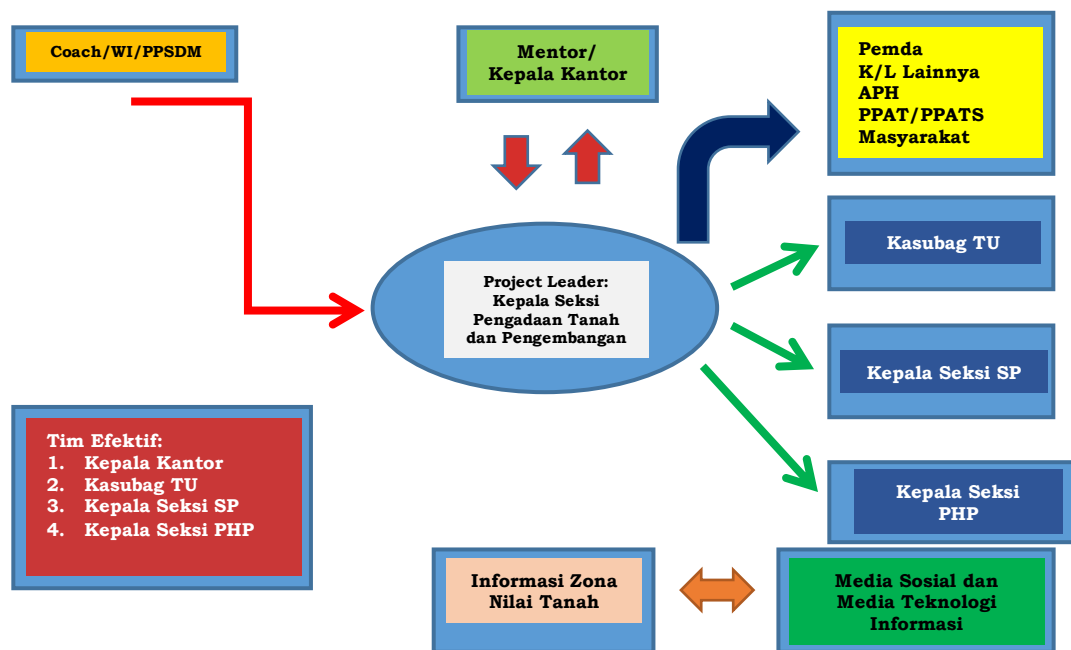 Coach/WI/PPSDM
Mentor/
Kepala Kantor
Pemda
K/L Lainnya
APH
PPAT/PPATS
Masyarakat
Kasubag TU
Project Leader:
Kepala Seksi
Pengadaan Tanah
dan Pengembangan
Kepala Seksi SP
Tim Efektif:
1. Kepala Kantor
2. Kasubag TU
3. Kepala Seksi SP
4. Kepala Seksi PHP
Kepala Seksi
PHP
Informasi Zona
Nilai Tanah
Media Sosial dan
Media Teknologi
Informasi